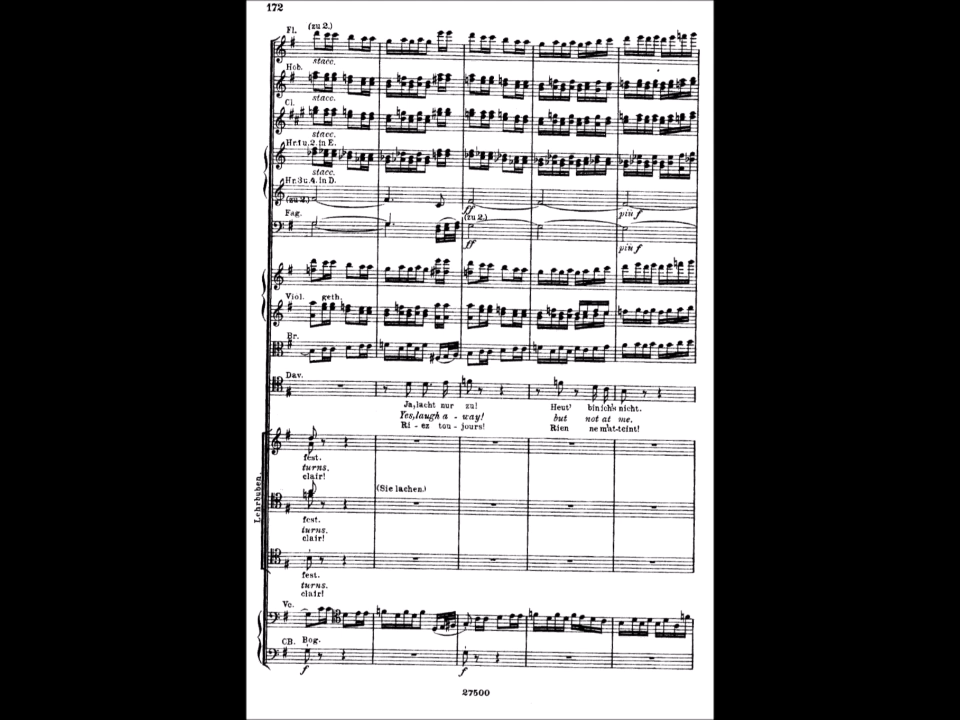 172
Fl.
(zu 2.)
stacc.
Hob.
stacc.
Cl.
stacc.
Hr.1u.2. in E.
stacc.
Hr.3u.4. in D.
(zu 2.)
ff
più f
Fag.
(zu 2.)
ff
più f
Viol.
geth.
Br.
Dav.
Ja, lacht nur zu! Heut' bin ich's nicht.
Yes, laugh a - way! but not at me.
Ri - ez tou - jours! Rien ne m'at-teint!
Lehrbuben.
fest.
turns.
clair!
(Sie lachen.)
fest.
turns.
clair!
fest.
turns.
clair!
Vc.
CB.
Bog.
f
f
27500